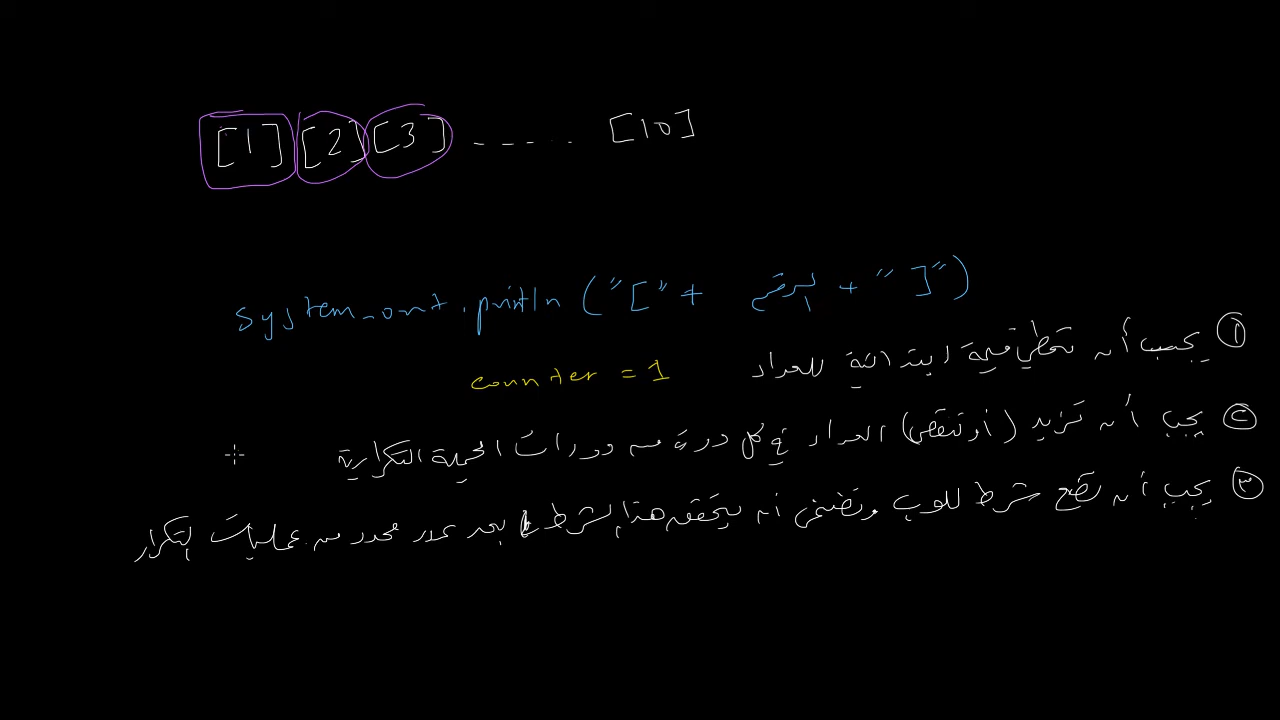 [1] [2] [3] ...... [10]
system.out.println ("[" + الرقم + "]")
① يجب أن تعطي قيمة ابتدائية للعداد counter = 1
② يجب أن تزيد (أو تنقص) العداد في كل دورة من دورات الجملة التكرارية
③ يجب أن تضع شرط للوب وتضمن أن يتحقق هذا الشرط بعد عدد محدد من عمليات التكرار